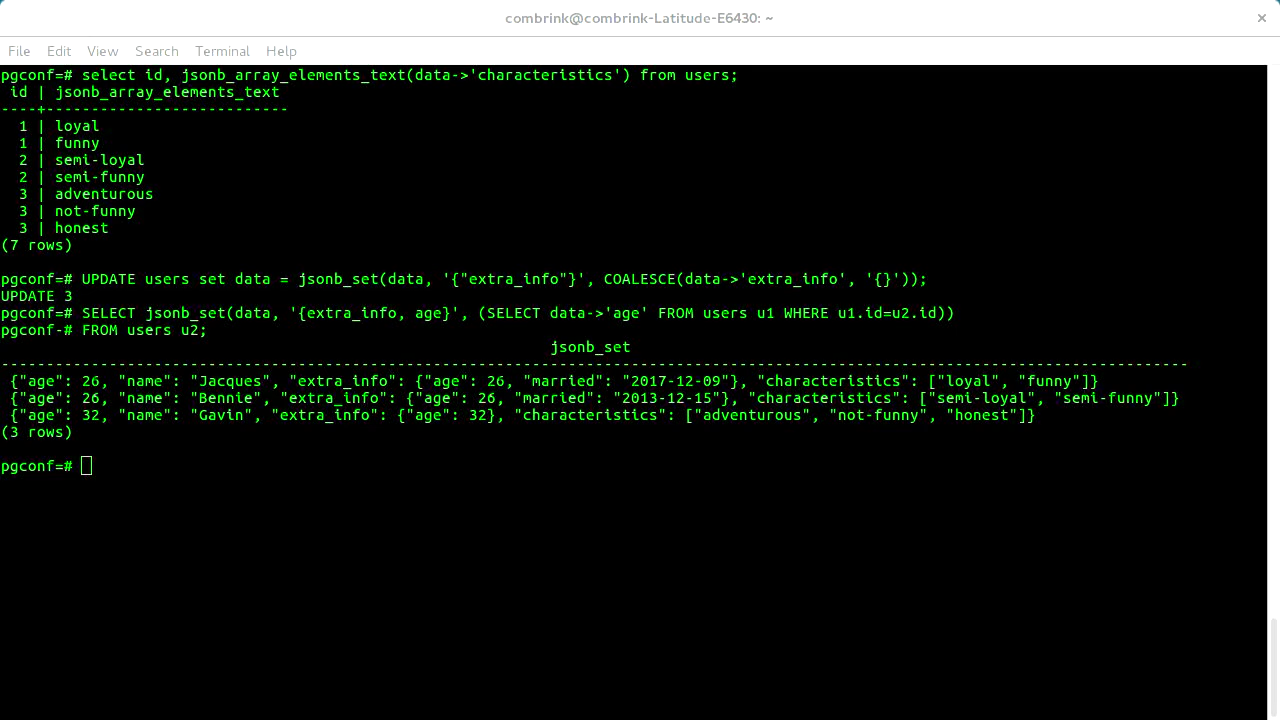 combrink@combrink-Latitude-E6430: ~
×
File Edit View Search Terminal Help
pgconf=# select id, jsonb_array_elements_text(data->'characteristics') from users;
 id | jsonb_array_elements_text
----+---------------------------
  1 | loyal
  1 | funny
  2 | semi-loyal
  2 | semi-funny
  3 | adventurous
  3 | not-funny
  3 | honest
(7 rows)
pgconf=# UPDATE users set data = jsonb_set(data, '{"extra_info"}', COALESCE(data->'extra_info', '{}'));
UPDATE 3
pgconf=# SELECT jsonb_set(data, '{extra_info, age}', (SELECT data->'age' FROM users u1 WHERE u1.id=u2.id))
pgconf-# FROM users u2;
jsonb_set
------------------------------------------------------------------------------------------------------------------------------------
 {"age": 26, "name": "Jacques", "extra_info": {"age": 26, "married": "2017-12-09"}, "characteristics": ["loyal", "funny"]}
 {"age": 26, "name": "Bennie", "extra_info": {"age": 26, "married": "2013-12-15"}, "characteristics": ["semi-loyal", "semi-funny"]}
 {"age": 32, "name": "Gavin", "extra_info": {"age": 32}, "characteristics": ["adventurous", "not-funny", "honest"]}
(3 rows)
pgconf=#